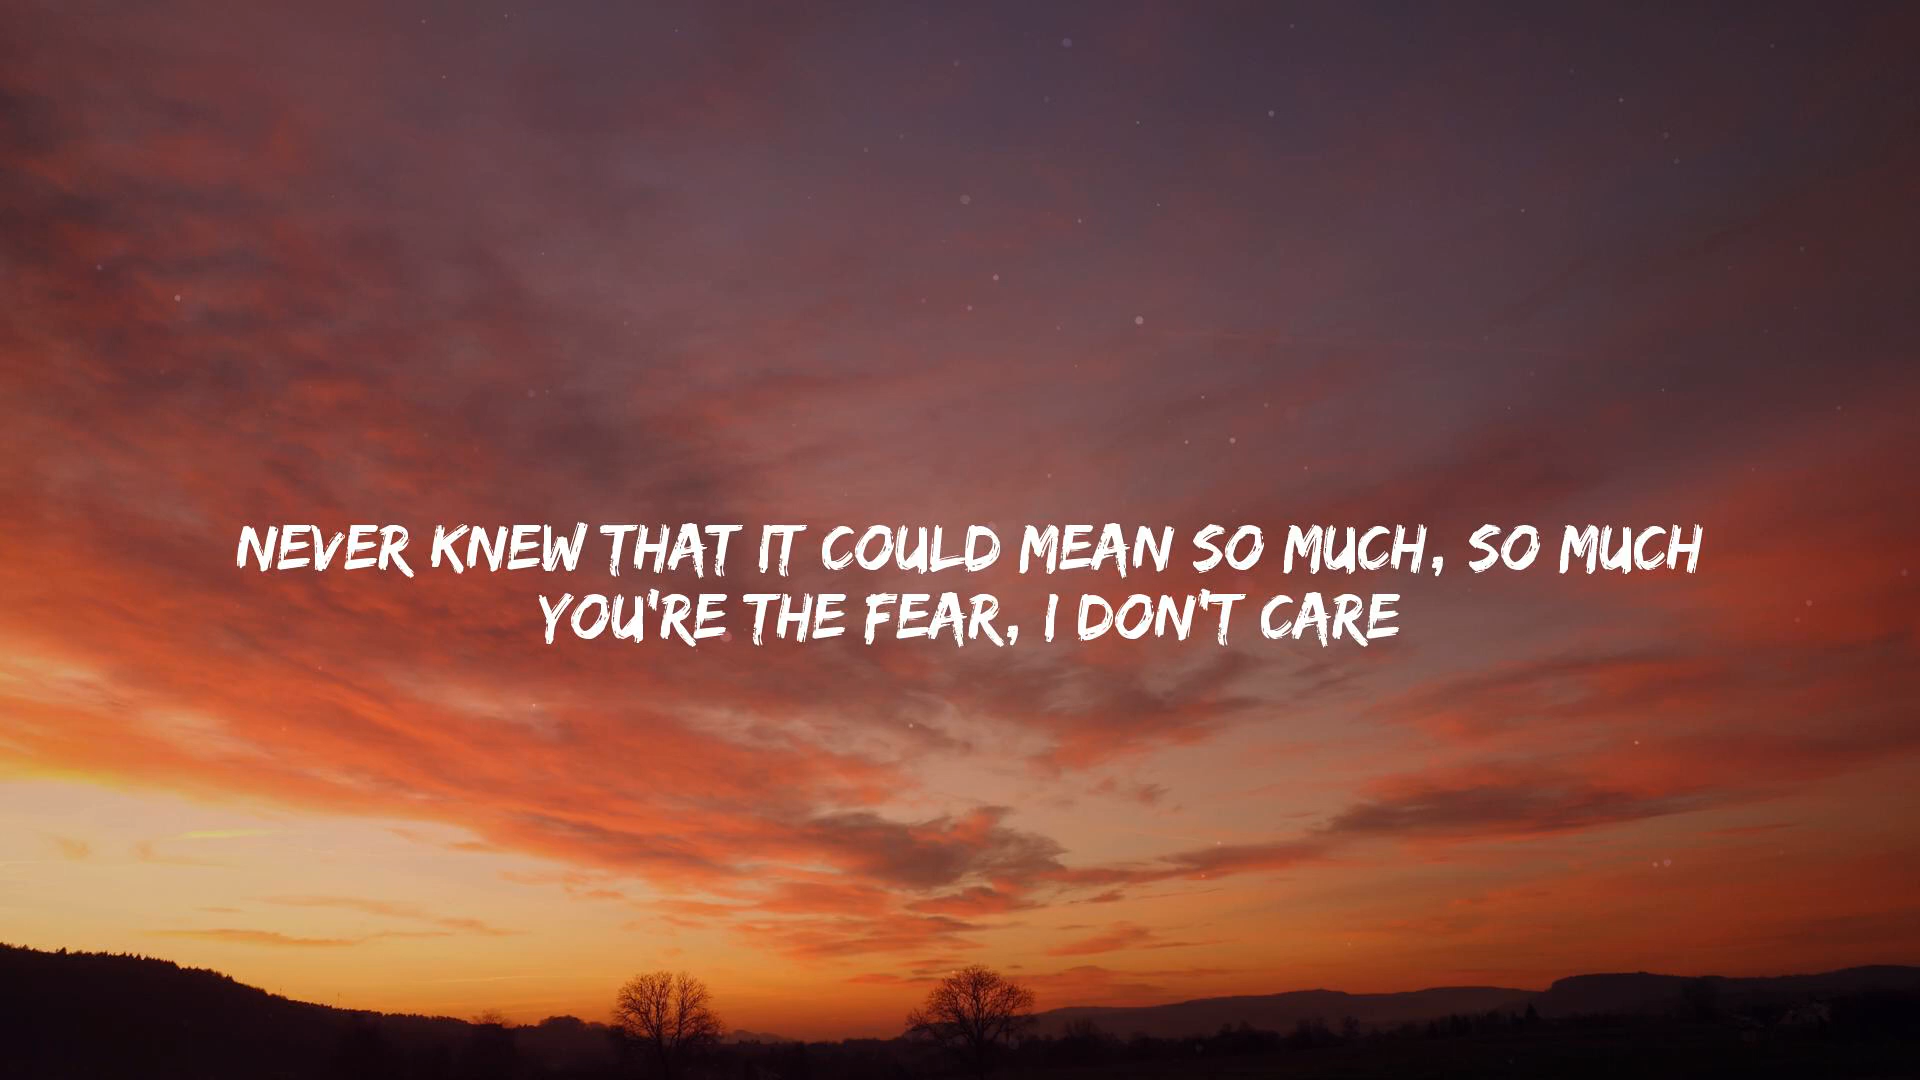 NEVER KNEW THAT IT COULD MEAN SO MUCH, SO MUCH
YOU'RE THE FEAR, I DON'T CARE